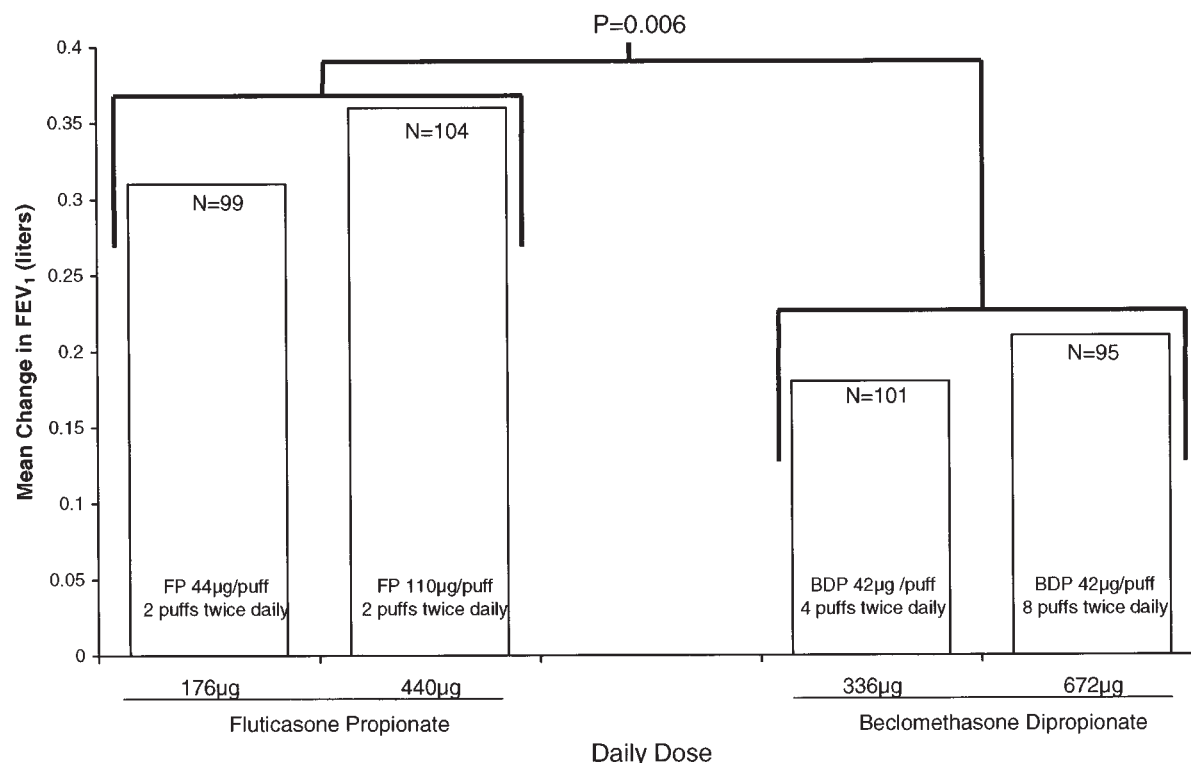 P=0.006
0.4
0.35
0.3
0.25
0.2
0.15
0.1
0.05
0
Mean Change in FEV₁ (liters)
N=99
N=104
N=101
N=95
FP 44µg/puff
2 puffs twice daily
FP 110µg/puff
2 puffs twice daily
BDP 42µg /puff
4 puffs twice daily
BDP 42µg/puff
8 puffs twice daily
176µg
440µg
336µg
672µg
Fluticasone Propionate
Beclomethasone Dipropionate
Daily Dose